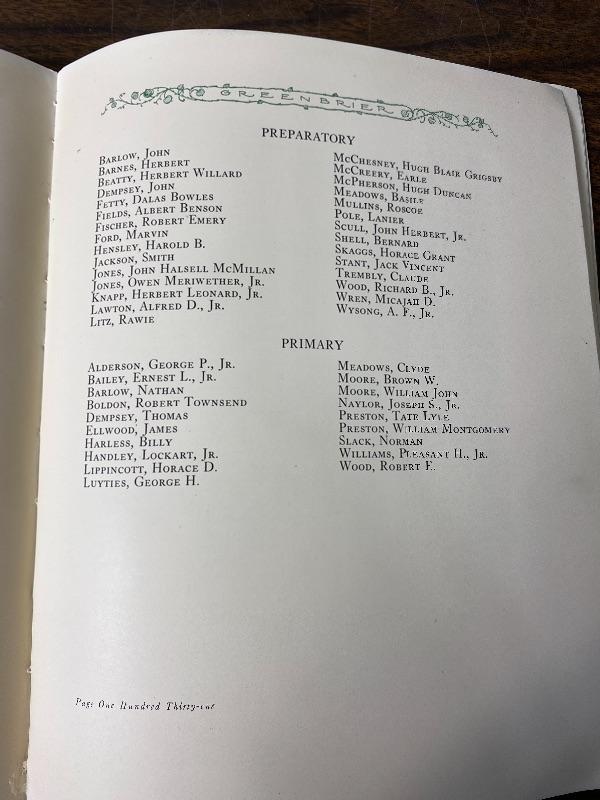 GREENBRIER
PREPARATORY
BARLOW, JOHN
BARNES, HERBERT
BEATTY, HERBERT WILLARD
DEMPSEY, JOHN
FETTY, DALAS BOWLES
FIELDS, ALBERT BENSON
FISCHER, ROBERT EMERY
FORD, MARVIN
HENSLEY, HAROLD B.
JACKSON, SMITH
JONES, JOHN HALSELL MCMILLAN
JONES, OWEN MERIWETHER, JR.
KNAPP, HERBERT LEONARD, JR.
LAWTON, ALFRED D., JR.
LITZ, RAWIE
MCCHESNEY, HUGH BLAIR GRIGSBY
MCCREERY, EARLE
MCPHERSON, HUGH DUNCAN
MEADOWS, BASILE
MULLINS, ROSCOE
POLE, LANIER
SCULL, JOHN HERBERT, JR.
SHELL, BERNARD
SKAGGS, HORACE GRANT
STANT, JACK VINCENT
TREMBLY, CLAUDE
WOOD, RICHARD B., JR.
WREN, MICAJAH D.
WYSONG, A. F., JR.
PRIMARY
ALDERSON, GEORGE P., JR.
BAILEY, ERNEST L., JR.
BARLOW, NATHAN
BOLDON, ROBERT TOWNSEND
DEMPSEY, THOMAS
ELLWOOD, JAMES
HARLESS, BILLY
HANDLEY, LOCKART, JR.
LIPPINCOTT, HORACE D.
LUYTIES, GEORGE H.
MEADOWS, CLYDE
MOORE, BROWN W.
MOORE, WILLIAM JOHN
NAYLOR, JOSEPH S., JR.
PRESTON, TATE LYLE
PRESTON, WILLIAM MONTGOMERY
SLACK, NORMAN
WILLIAMS, PLEASANT H., JR.
WOOD, ROBERT E.
Page One Hundred Thirty-one